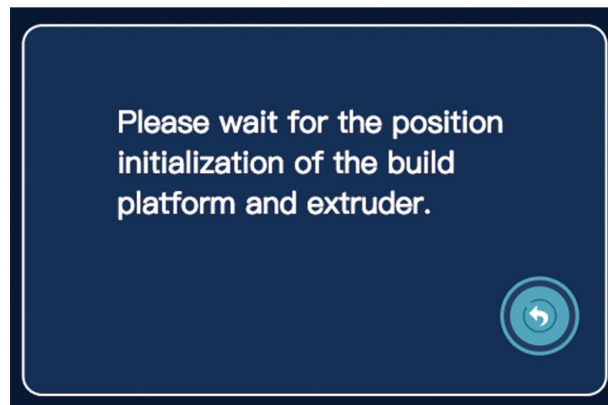 Please wait for the position
initialization of the build
platform and extruder.